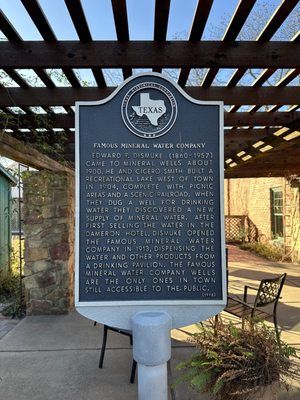 TEXAS
FAMOUS MINERAL WATER COMPANY
EDWARD P. DISMUKE (1860-1957)
CAME TO MINERAL WELLS ABOUT
1900. HE AND CICERO SMITH BUILT A
RECREATIONAL LAKE WEST OF TOWN
IN 1904, COMPLETE WITH PICNIC
AREAS AND A SCENIC RAILROAD. WHEN
THEY DUG A WELL FOR DRINKING
WATER THEY DISCOVERED A NEW
SUPPLY OF MINERAL WATER. AFTER
FIRST SELLING THE WATER IN THE
DAMERON HOTEL, DISMUKE OPENED
THE FAMOUS MINERAL WATER
COMPANY IN 1913, DISPENSING THE
WATER AND OTHER PRODUCTS FROM
A DRINKING PAVILION. THE FAMOUS
MINERAL WATER COMPANY WELLS
ARE THE ONLY ONES IN TOWN
STILL ACCESSIBLE TO THE PUBLIC.